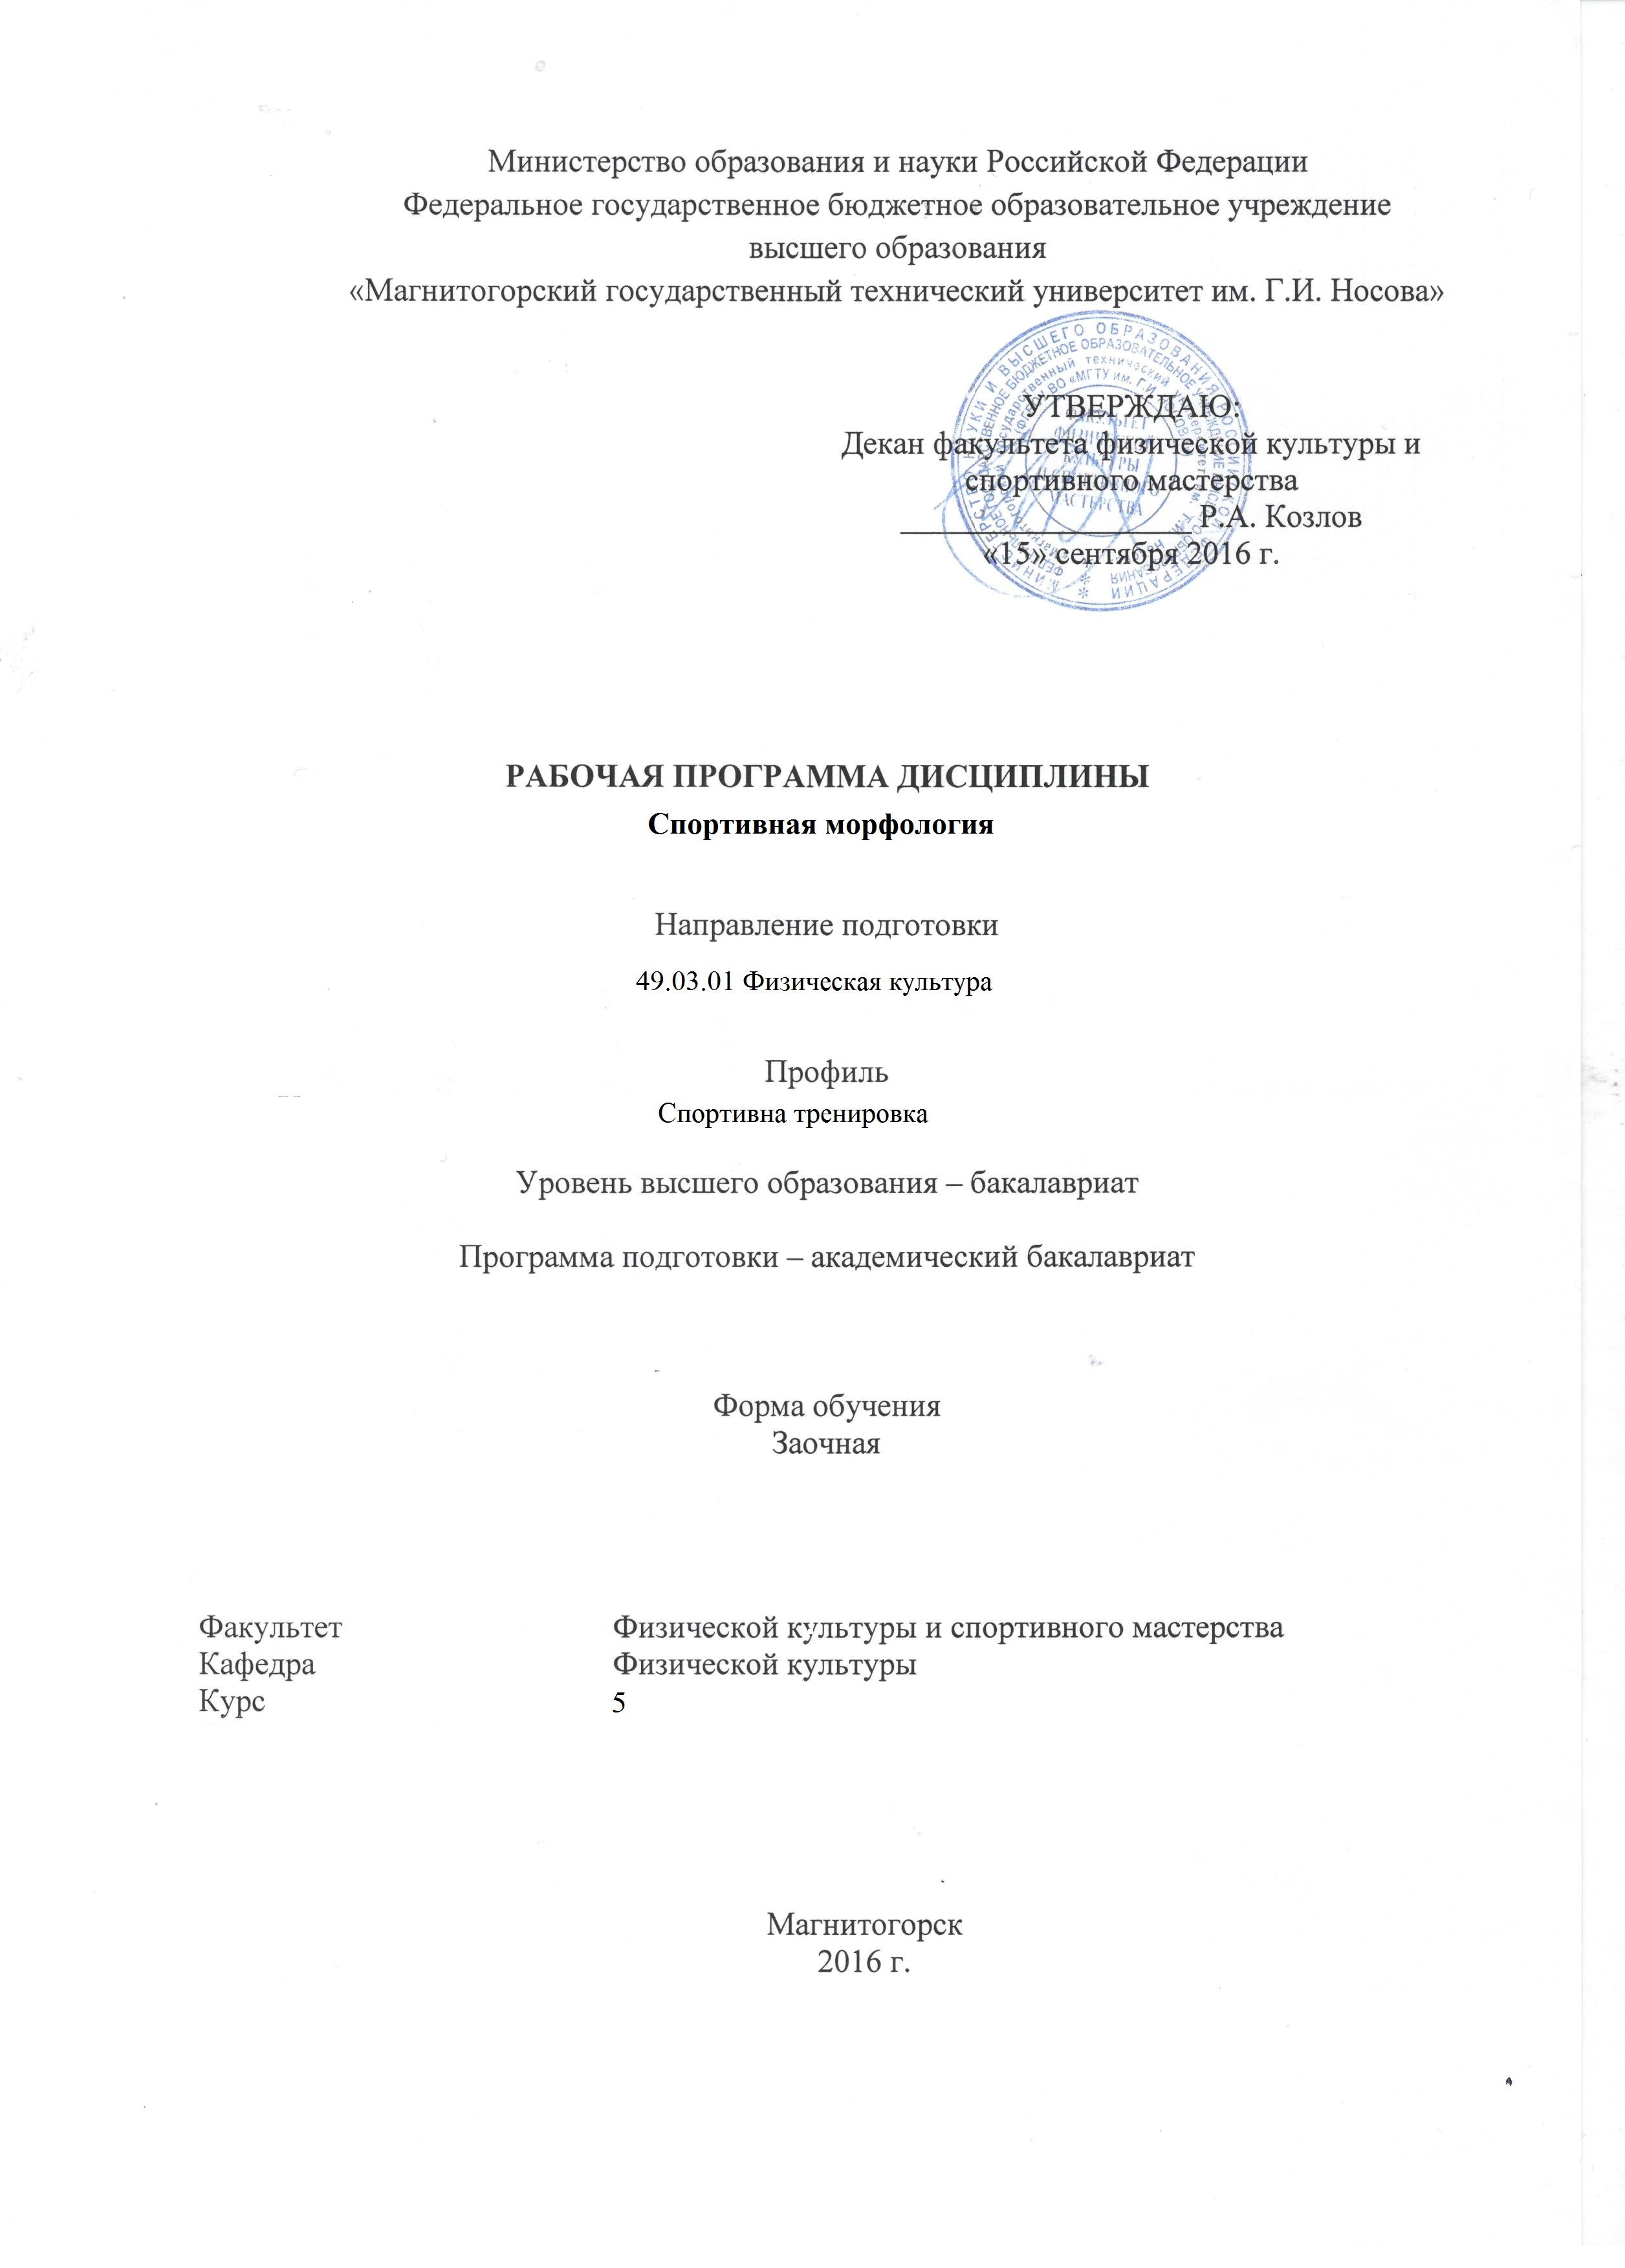 Министерство образования и науки Российской Федерации
Федеральное государственное бюджетное образовательное учреждение
высшего образования
«Магнитогорский государственный технический университет им. Г.И. Носова»
УТВЕРЖДАЮ:
Декан факультета физической культуры и
спортивного мастерства
Р.А. Козлов
«15» сентября 2016 г.
РАБОЧАЯ ПРОГРАММА ДИСЦИПЛИНЫ
Спортивная морфология
Направление подготовки
49.03.01 Физическая культура
Профиль
Спортивна тренировка
Уровень высшего образования – бакалавриат
Программа подготовки – академический бакалавриат
Форма обучения
Заочная
Факультет Физической культуры и спортивного мастерства
Кафедра Физической культуры
Курс 5
Магнитогорск
2016 г.